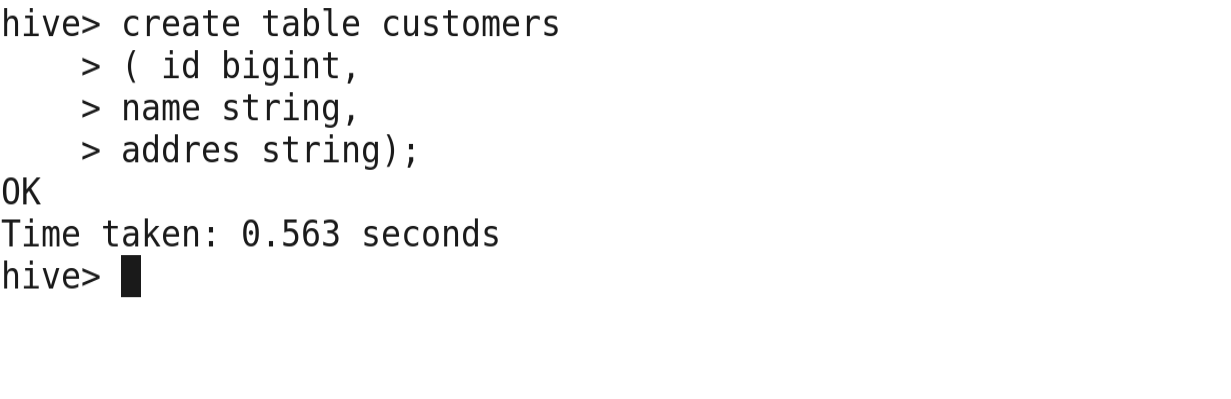 hive> create table customers
    > ( id bigint,
    > name string,
    > addres string);
OK
Time taken: 0.563 seconds
hive>